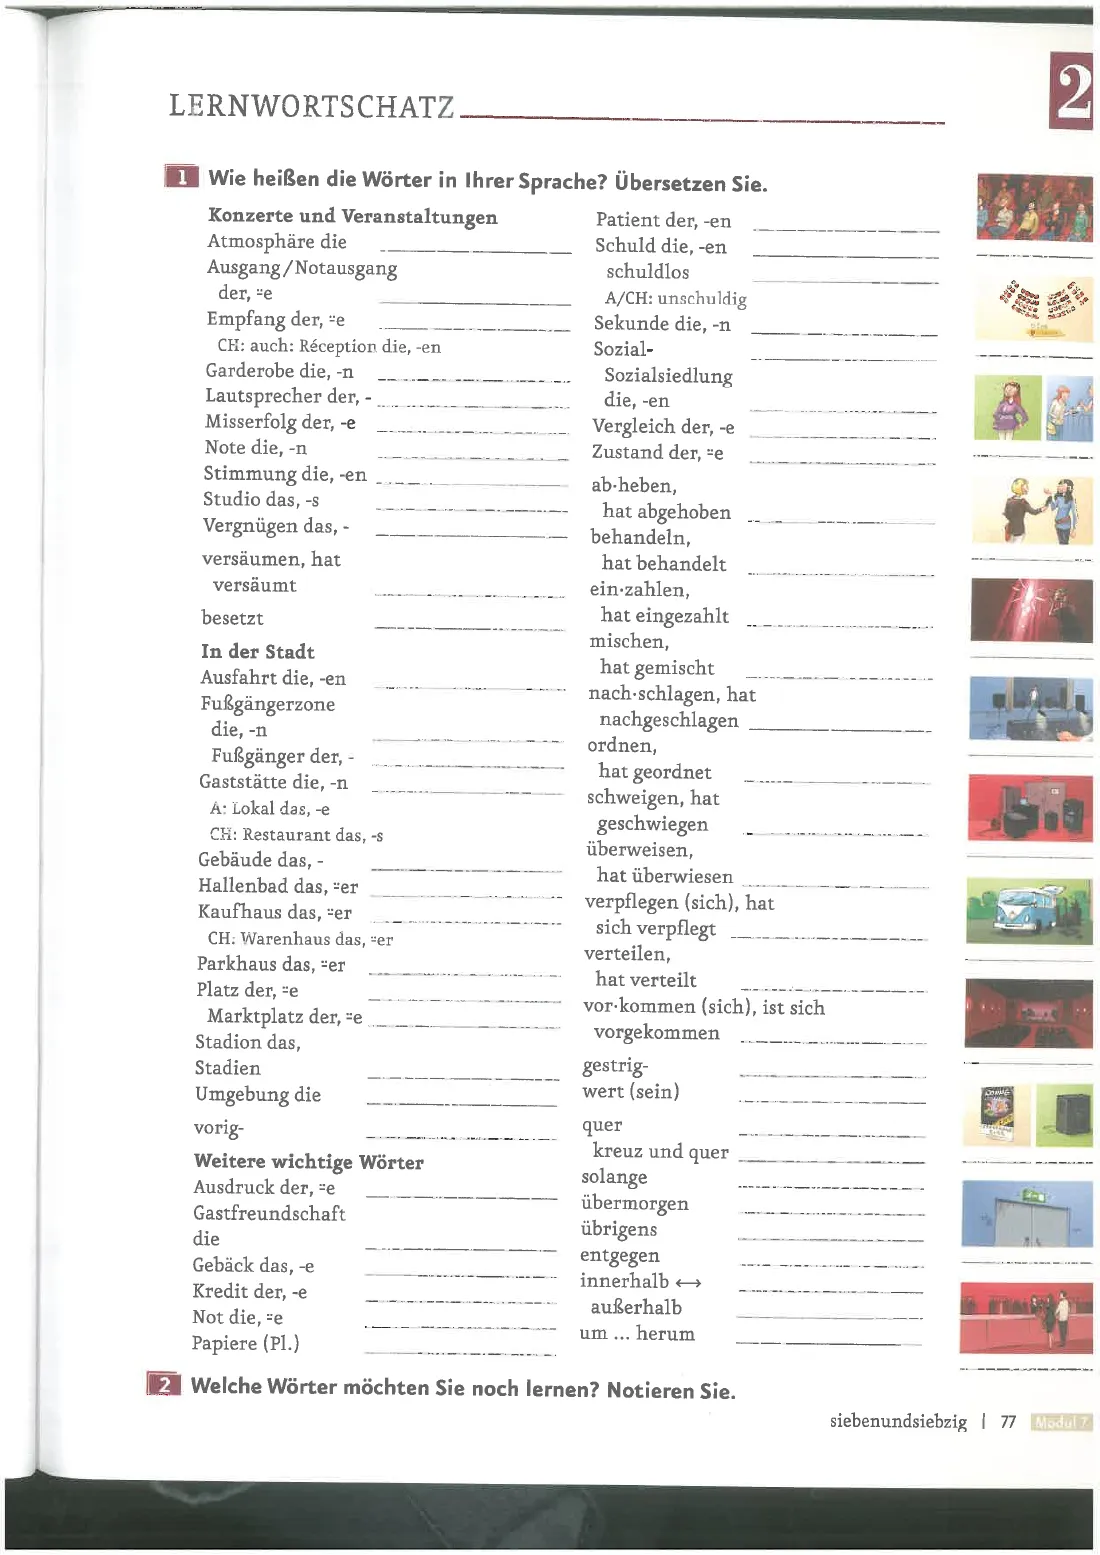 2
LERNWORTSCHATZ
1 Wie heißen die Wörter in Ihrer Sprache? Übersetzen Sie.
Konzerte und Veranstaltungen
Atmosphäre die
Ausgang/Notausgang
der, ⸚e
Empfang der, ⸚e
CH: auch: Réception die, -en
Garderobe die, -n
Lautsprecher der, -
Misserfolg der, -e
Note die, -n
Stimmung die, -en
Studio das, -s
Vergnügen das, -
versäumen, hat
versäumt
besetzt
In der Stadt
Ausfahrt die, -en
Fußgängerzone
die, -n
Fußgänger der, -
Gaststätte die, -n
A: Lokal das, -e
CH: Restaurant das, -s
Gebäude das, -
Hallenbad das, ⸚er
Kaufhaus das, ⸚er
CH: Warenhaus das, ⸚er
Parkhaus das, ⸚er
Platz der, ⸚e
Marktplatz der, ⸚e
Stadion das,
Stadien
Umgebung die
vorig-
Weitere wichtige Wörter
Ausdruck der, ⸚e
Gastfreundschaft
die
Gebäck das, -e
Kredit der, -e
Not die, ⸚e
Papiere (Pl.)
Patient der, -en
Schuld die, -en
schuldlos
A/CH: unschuldig
Sekunde die, -n
Sozial-
Sozialsiedlung
die, -en
Vergleich der, -e
Zustand der, ⸚e
ab·heben,
hat abgehoben
behandeln,
hat behandelt
ein·zahlen,
hat eingezahlt
mischen,
hat gemischt
nach·schlagen, hat
nachgeschlagen
ordnen,
hat geordnet
schweigen, hat
geschwiegen
überweisen,
hat überwiesen
verpflegen (sich), hat
sich verpflegt
verteilen,
hat verteilt
vor·kommen (sich), ist sich
vorgekommen
gestrig-
wert (sein)
quer
kreuz und quer
solange
übermorgen
übrigens
entgegen
innerhalb ↔
außerhalb
um ... herum
2 Welche Wörter möchten Sie noch lernen? Notieren Sie.
siebenundsiebzig | 77 Modul 7